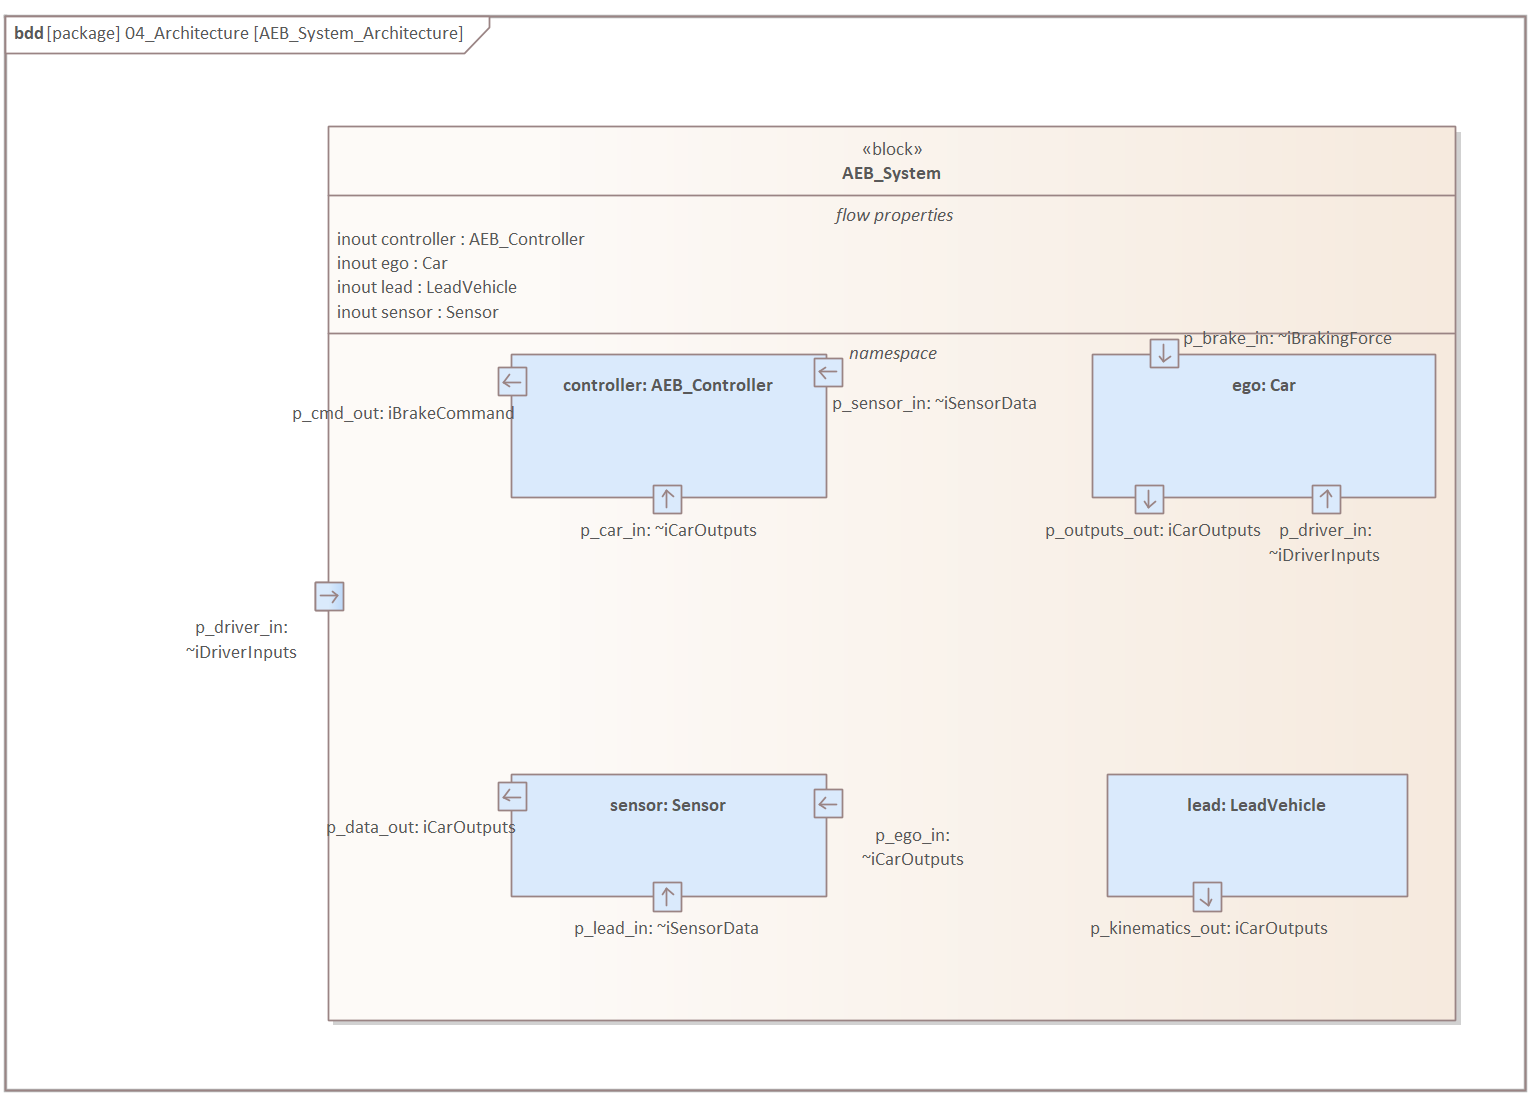 bdd [package] 04_Architecture [AEB_System_Architecture]
«block»
AEB_System
flow properties
inout controller : AEB_Controller
inout ego : Car
inout lead : LeadVehicle
inout sensor : Sensor
namespace
p_brake_in: ~iBrakingForce
controller: AEB_Controller
ego: Car
p_cmd_out: iBrakeCommand
p_sensor_in: ~iSensorData
p_car_in: ~iCarOutputs
p_outputs_out: iCarOutputs
p_driver_in:
~iDriverInputs
p_driver_in:
~iDriverInputs
sensor: Sensor
lead: LeadVehicle
p_data_out: iCarOutputs
p_ego_in:
~iCarOutputs
p_lead_in: ~iSensorData
p_kinematics_out: iCarOutputs